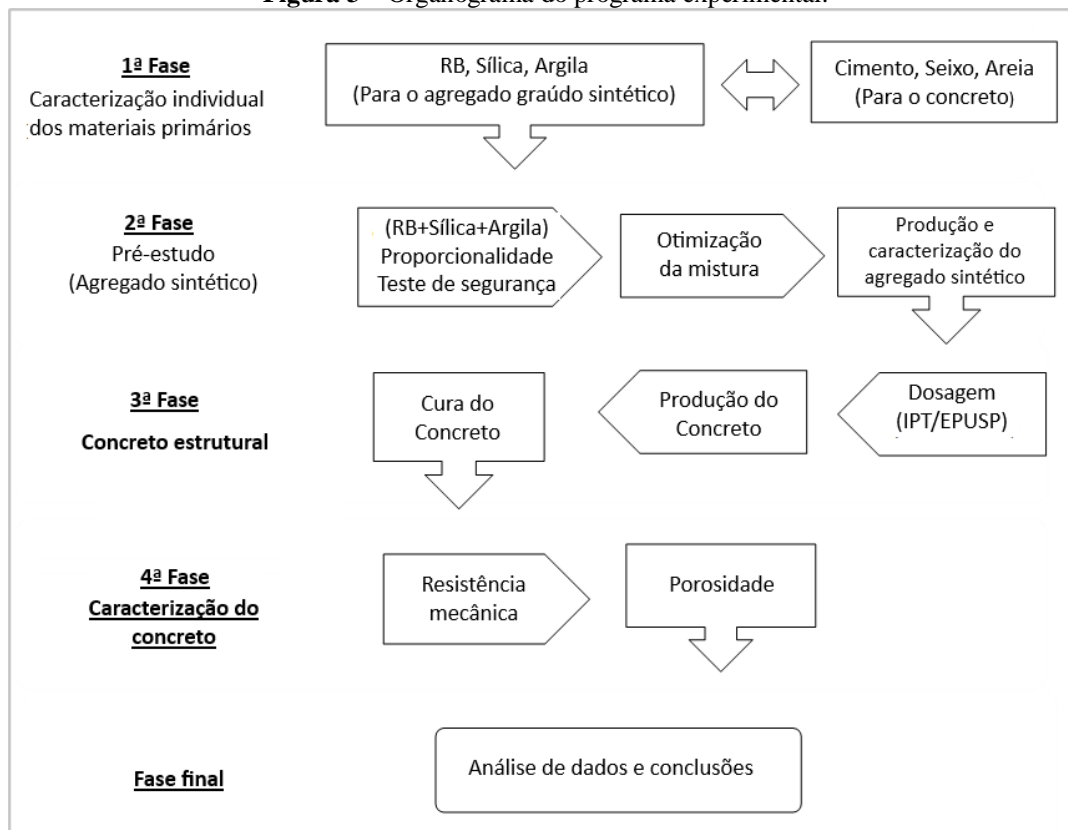 Figura 3 – Organograma do programa experimental.
1ª Fase
Caracterização individual
dos materiais primários
RB, Sílica, Argila
(Para o agregado graúdo sintético)
Cimento, Seixo, Areia
(Para o concreto)
2ª Fase
Pré-estudo
(Agregado sintético)
(RB+Sílica+Argila)
Proporcionalidade
Teste de segurança
Otimização
da mistura
Produção e
caracterização do
agregado sintético
3ª Fase
Concreto estrutural
Cura do
Concreto
Produção do
Concreto
Dosagem
(IPT/EPUSP)
4ª Fase
Caracterização do
concreto
Resistência
mecânica
Porosidade
Fase final
Análise de dados e conclusões